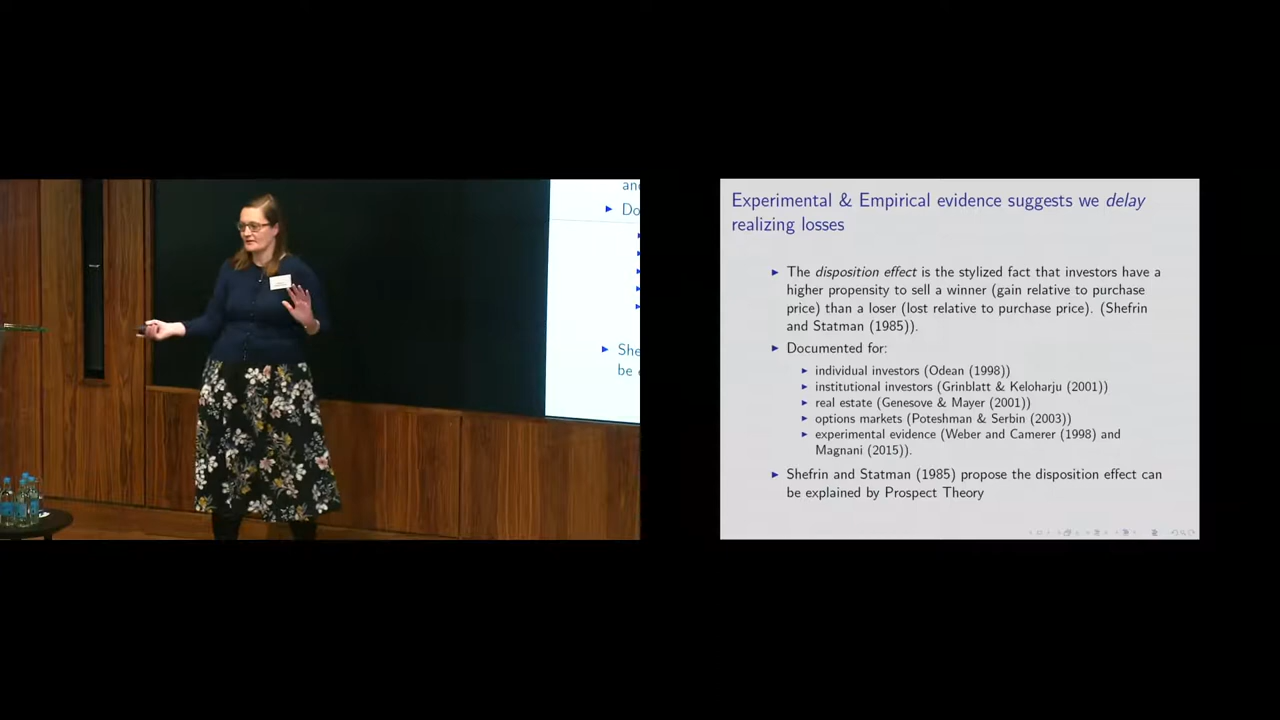 an
► Do
►
►
►
►
►
► She
be
Experimental & Empirical evidence suggests we delay
realizing losses
► The disposition effect is the stylized fact that investors have a
higher propensity to sell a winner (gain relative to purchase
price) than a loser (lost relative to purchase price). (Shefrin
and Statman (1985)).
► Documented for:
► individual investors (Odean (1998))
► institutional investors (Grinblatt & Keloharju (2001))
► real estate (Genesove & Mayer (2001))
► options markets (Poteshman & Serbin (2003))
► experimental evidence (Weber and Camerer (1998) and
Magnani (2015)).
► Shefrin and Statman (1985) propose the disposition effect can
be explained by Prospect Theory